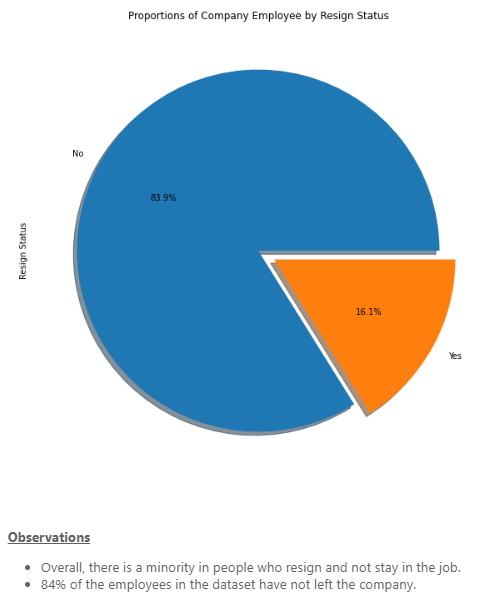 Proportions of Company Employee by Resign Status
No
83.9%
Resign Status
16.1%
Yes
Observations
Overall, there is a minority in people who resign and not stay in the job.
84% of the employees in the dataset have not left the company.